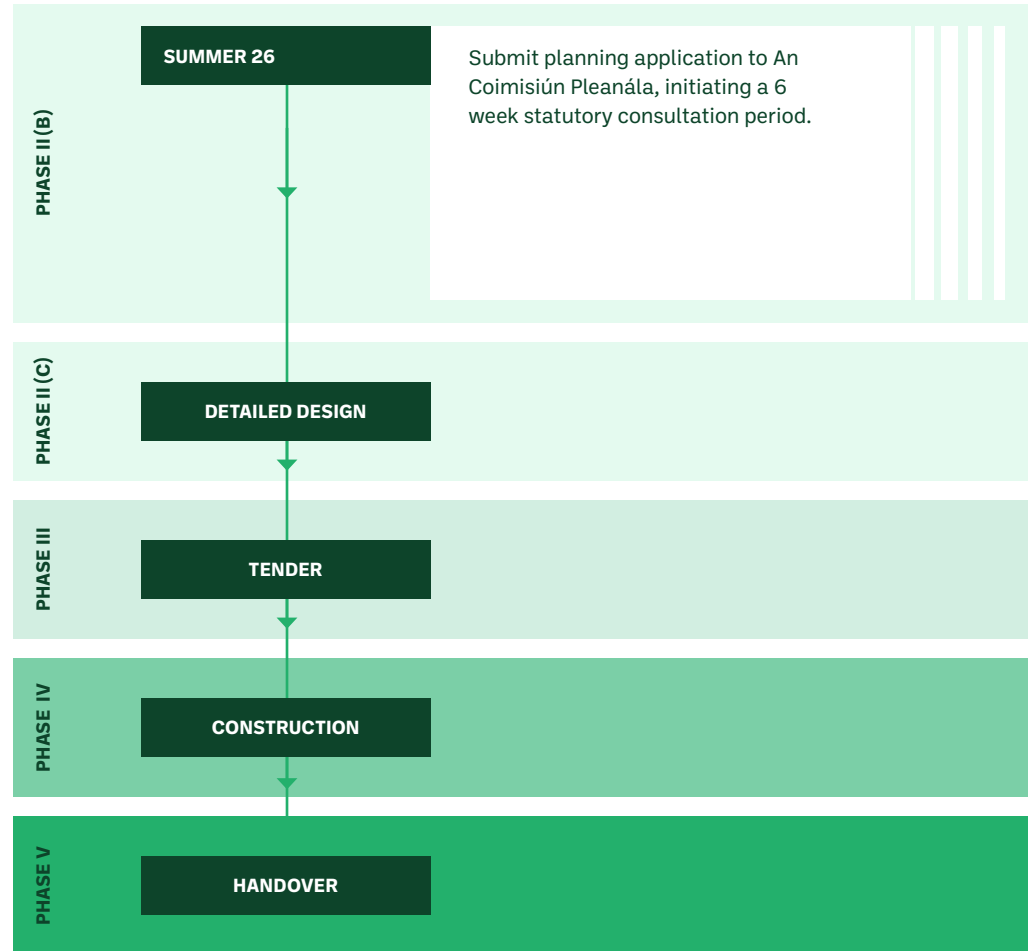 PHASE II(B)
SUMMER 26
Submit planning application to An
Coimisiún Pleanála, initiating a 6
week statutory consultation period.
PHASE II(C)
DETAILED DESIGN
PHASE III
TENDER
PHASE IV
CONSTRUCTION
PHASE V
HANDOVER